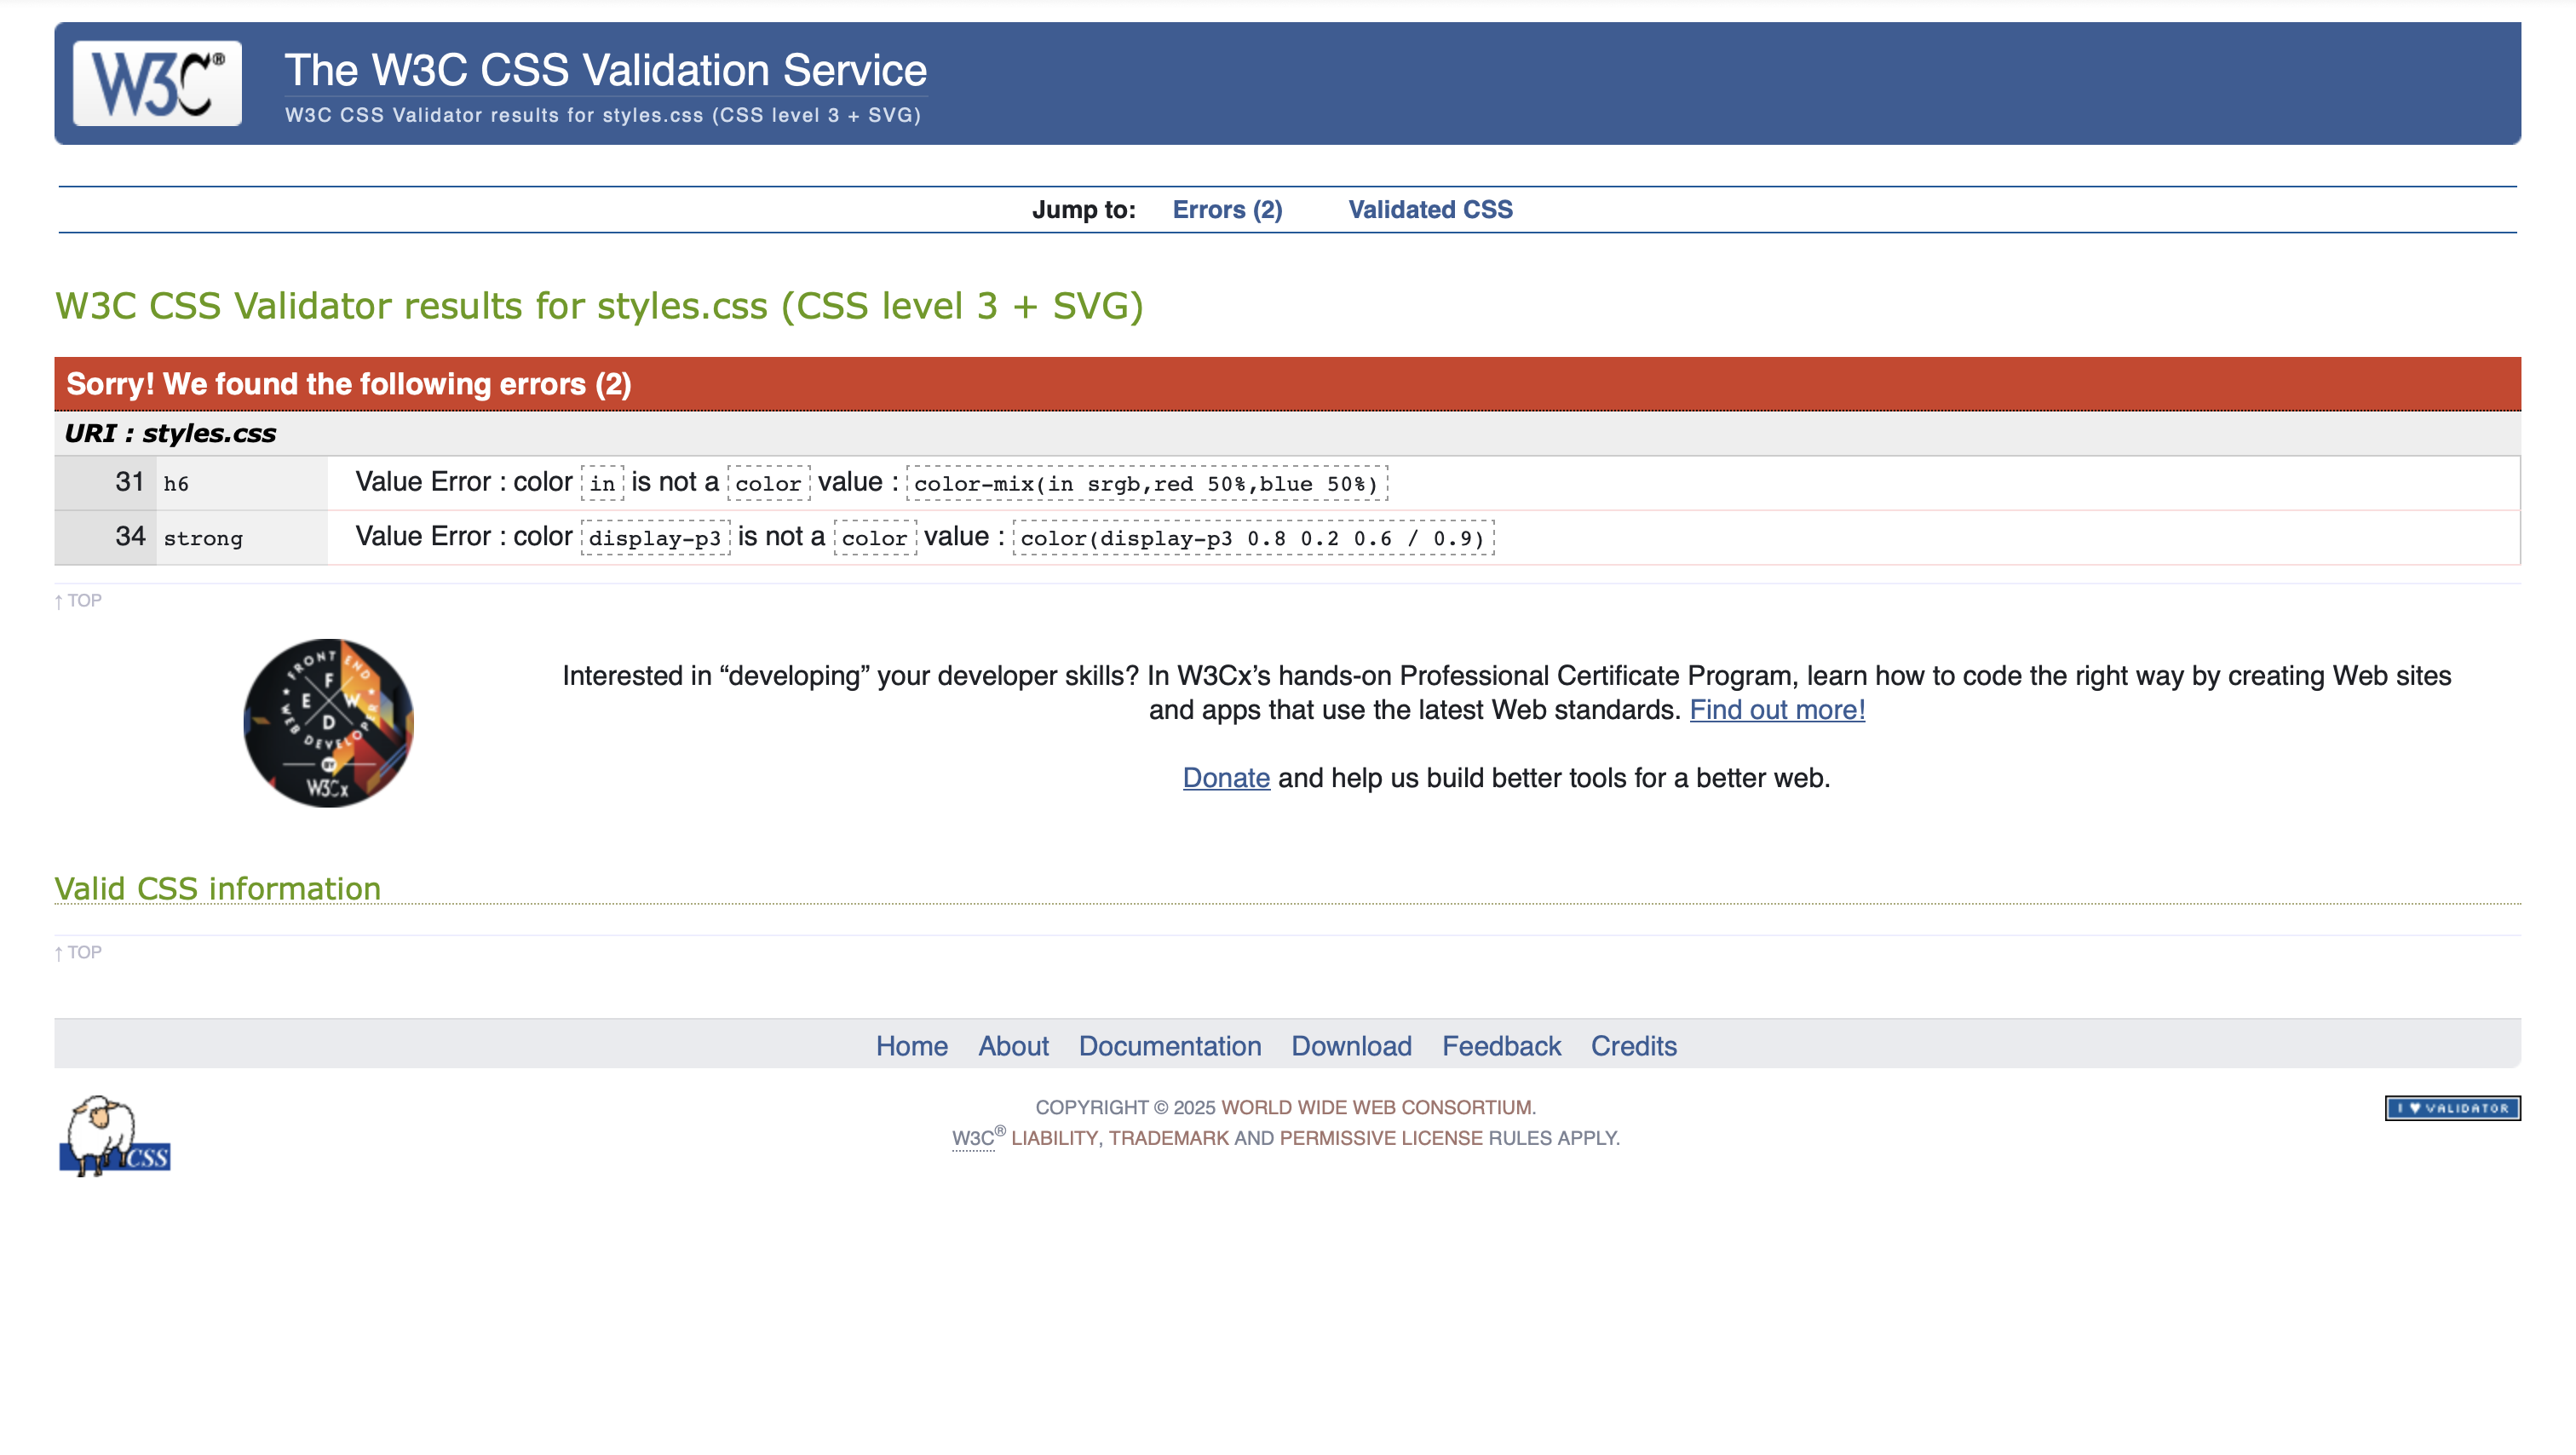 W3C®
The W3C CSS Validation Service
W3C CSS Validator results for styles.css (CSS level 3 + SVG)
Jump to: Errors (2) Validated CSS
W3C CSS Validator results for styles.css (CSS level 3 + SVG)
Sorry! We found the following errors (2)
URI : styles.css
31 h6 Value Error : color in is not a color value : color-mix(in srgb,red 50%,blue 50%)
34 strong Value Error : color display-p3 is not a color value : color(display-p3 0.8 0.2 0.6 / 0.9)
↑ TOP
FRONT END
F
E W
D
WEB DEVELOPER
BY
W3Cx
Interested in “developing” your developer skills? In W3Cx’s hands-on Professional Certificate Program, learn how to code the right way by creating Web sites
and apps that use the latest Web standards. Find out more!
Donate and help us build better tools for a better web.
Valid CSS information
↑ TOP
Home About Documentation Download Feedback Credits
CSS
COPYRIGHT © 2025 WORLD WIDE WEB CONSORTIUM.
W3C® LIABILITY, TRADEMARK AND PERMISSIVE LICENSE RULES APPLY.
I ♥ VALIDATOR